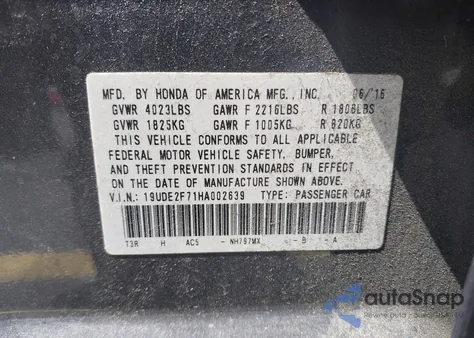 MFD. BY HONDA OF AMERICA MFG., INC. 06/16
GVWR 4023LBS GAWR F 2216LBS R 1808LBS
GVWR 1825KG GAWR F 1005KG R 820KG
THIS VEHICLE CONFORMS TO ALL APPLICABLE
FEDERAL MOTOR VEHICLE SAFETY, BUMPER,
AND THEFT PREVENTION STANDARDS IN EFFECT ON
THE DATE OF MANUFACTURE SHOWN ABOVE.
V.I.N.: 19UDE2F71HA002639 TYPE: PASSENGER CAR
T3R H AC5 - NH797MX - B - A
autoSnap
Pewne auto z